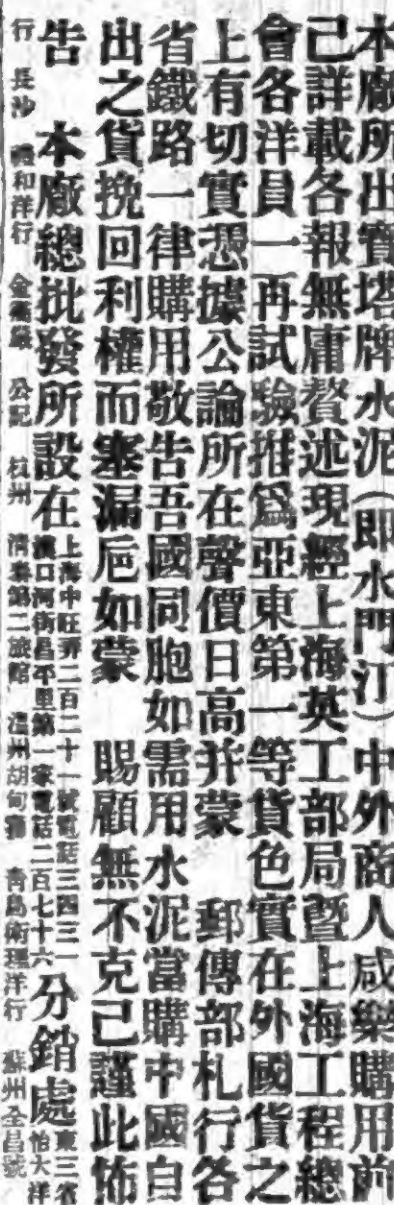 本廠所出寶塔牌水泥(即水門汀)中外商人咸樂購用前
已詳載各報無庸贅述現經上海英工部局暨上海工程總
會各洋員一再試驗推爲亞東第一等貨色實在外國貨之
上有切實憑據公論所在聲價日高并蒙 郵傳部札行各
省鐵路一律購用敬告吾國同胞如需用水泥當購中國自
出之貨挽回利權而塞漏巵如蒙 賜顧無不克己謹此佈
告 本廠總批發所設在
上海中旺弄二百二十一號電話三四三一
漢口河街昌平里第一家電話二百七十六
分銷處
東三省
怡大洋
行 長沙 禮和洋行 公記 杭州 清泰第二旅館 溫州胡旬 青島衛理洋行 蘇州全昌號